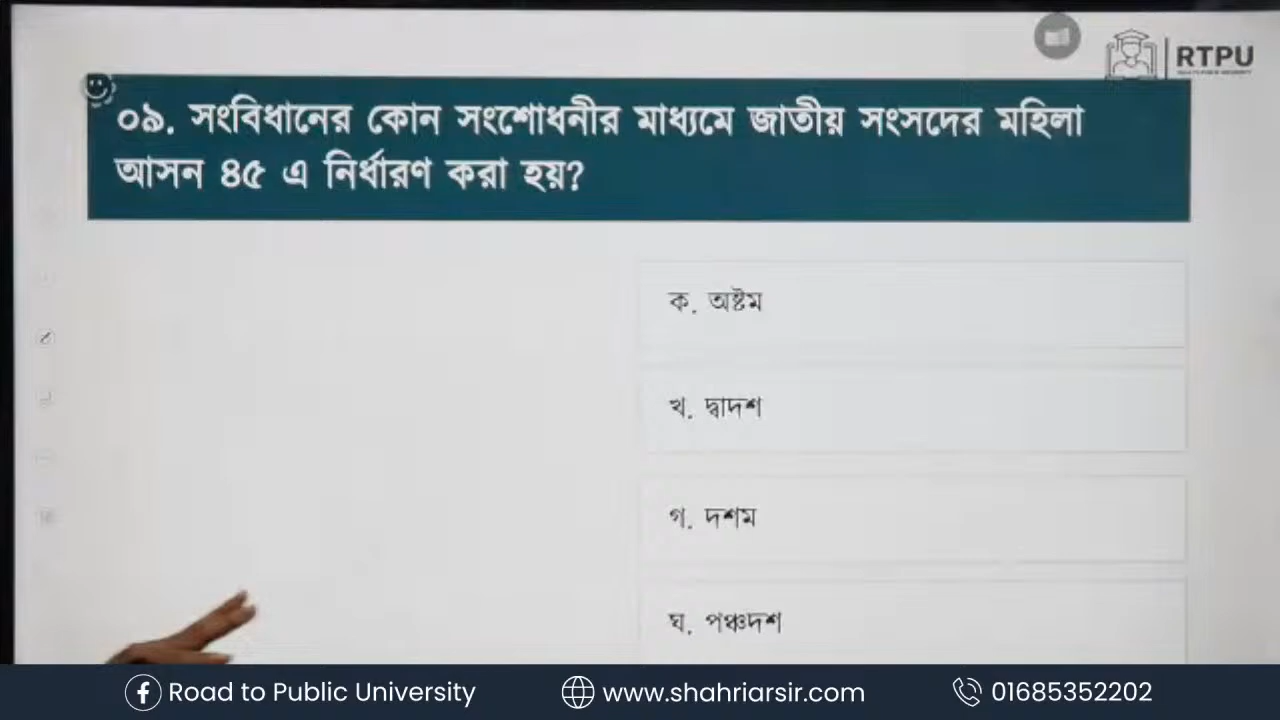 RTPU
০৯. সংবিধানের কোন সংশোধনীর মাধ্যমে জাতীয় সংসদের মহিলা
আসন ৪৫ এ নির্ধারণ করা হয়?
ক. অষ্টম
খ. দ্বাদশ
গ. দশম
ঘ. পঞ্চদশ
Road to Public University
www.shahriarsir.com
01685352202